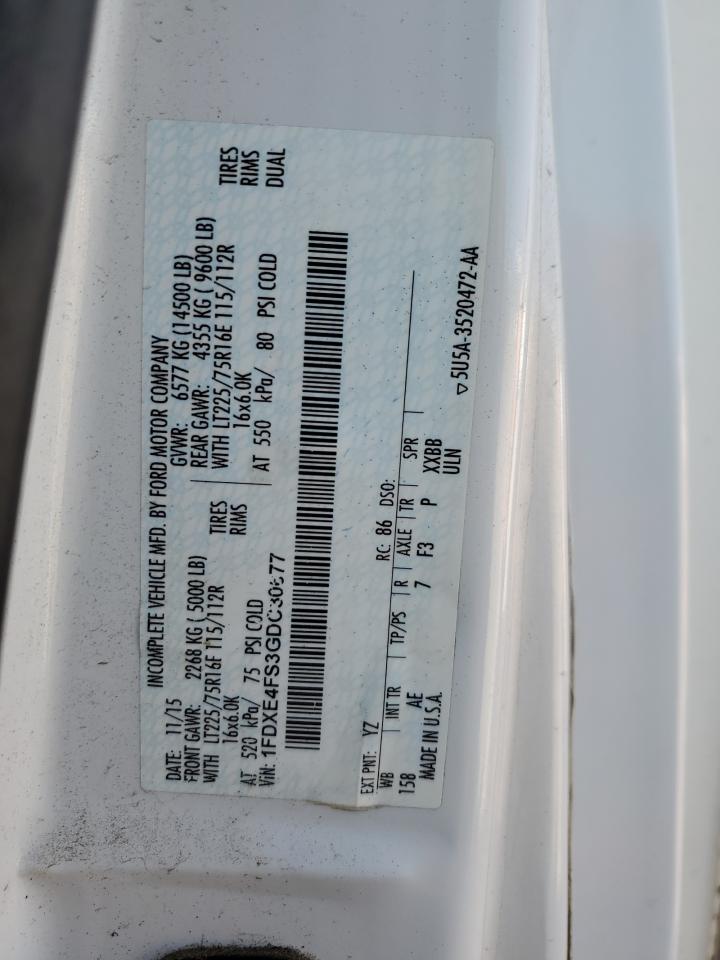 INCOMPLETE VEHICLE MFD. BY FORD MOTOR COMPANY
DATE: 11/15 GVWR: 6577 KG (14500 LB)
FRONT GAWR: 2268 KG ( 5000 LB) REAR GAWR: 4355 KG ( 9600 LB)
WITH LT225/75R16E 115/112R TIRES WITH LT225/75R16E 115/112R TIRES
16x6.0K RIMS 16x6.0K RIMS
AT 520 kPa/ 75 PSI COLD AT 550 kPa/ 80 PSI COLD DUAL
VIN: 1FDXE4FS3GDC30677
EXT PNT: YZ RC: 86 DSO:
WB INT TR TP/PS R AXLE TR SPR
158 AE 7 F3 P XXBB
MADE IN U.S.A. ULN
▽ 5U5A-3520472-AA